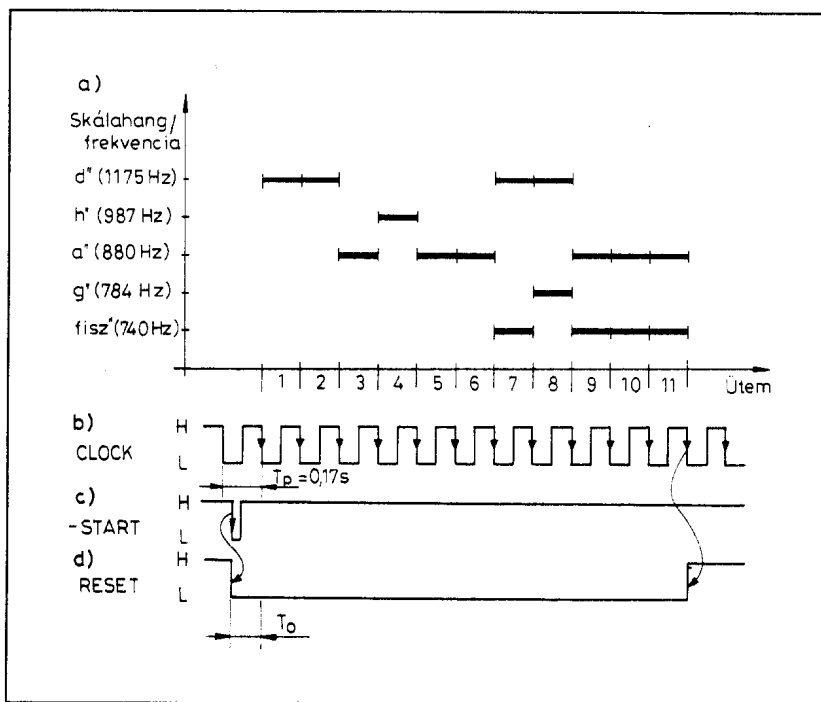 a)
Skálahang/
frekvencia
d" (1175 Hz)
h" (987 Hz)
a" (880 Hz)
g" (784 Hz)
fisz" (740 Hz)
1 2 3 4 5 6 7 8 9 10 11 Ütem
b) H
CLOCK L
Tp = 0,17s
c) H
-START L
d) H
RESET L
To